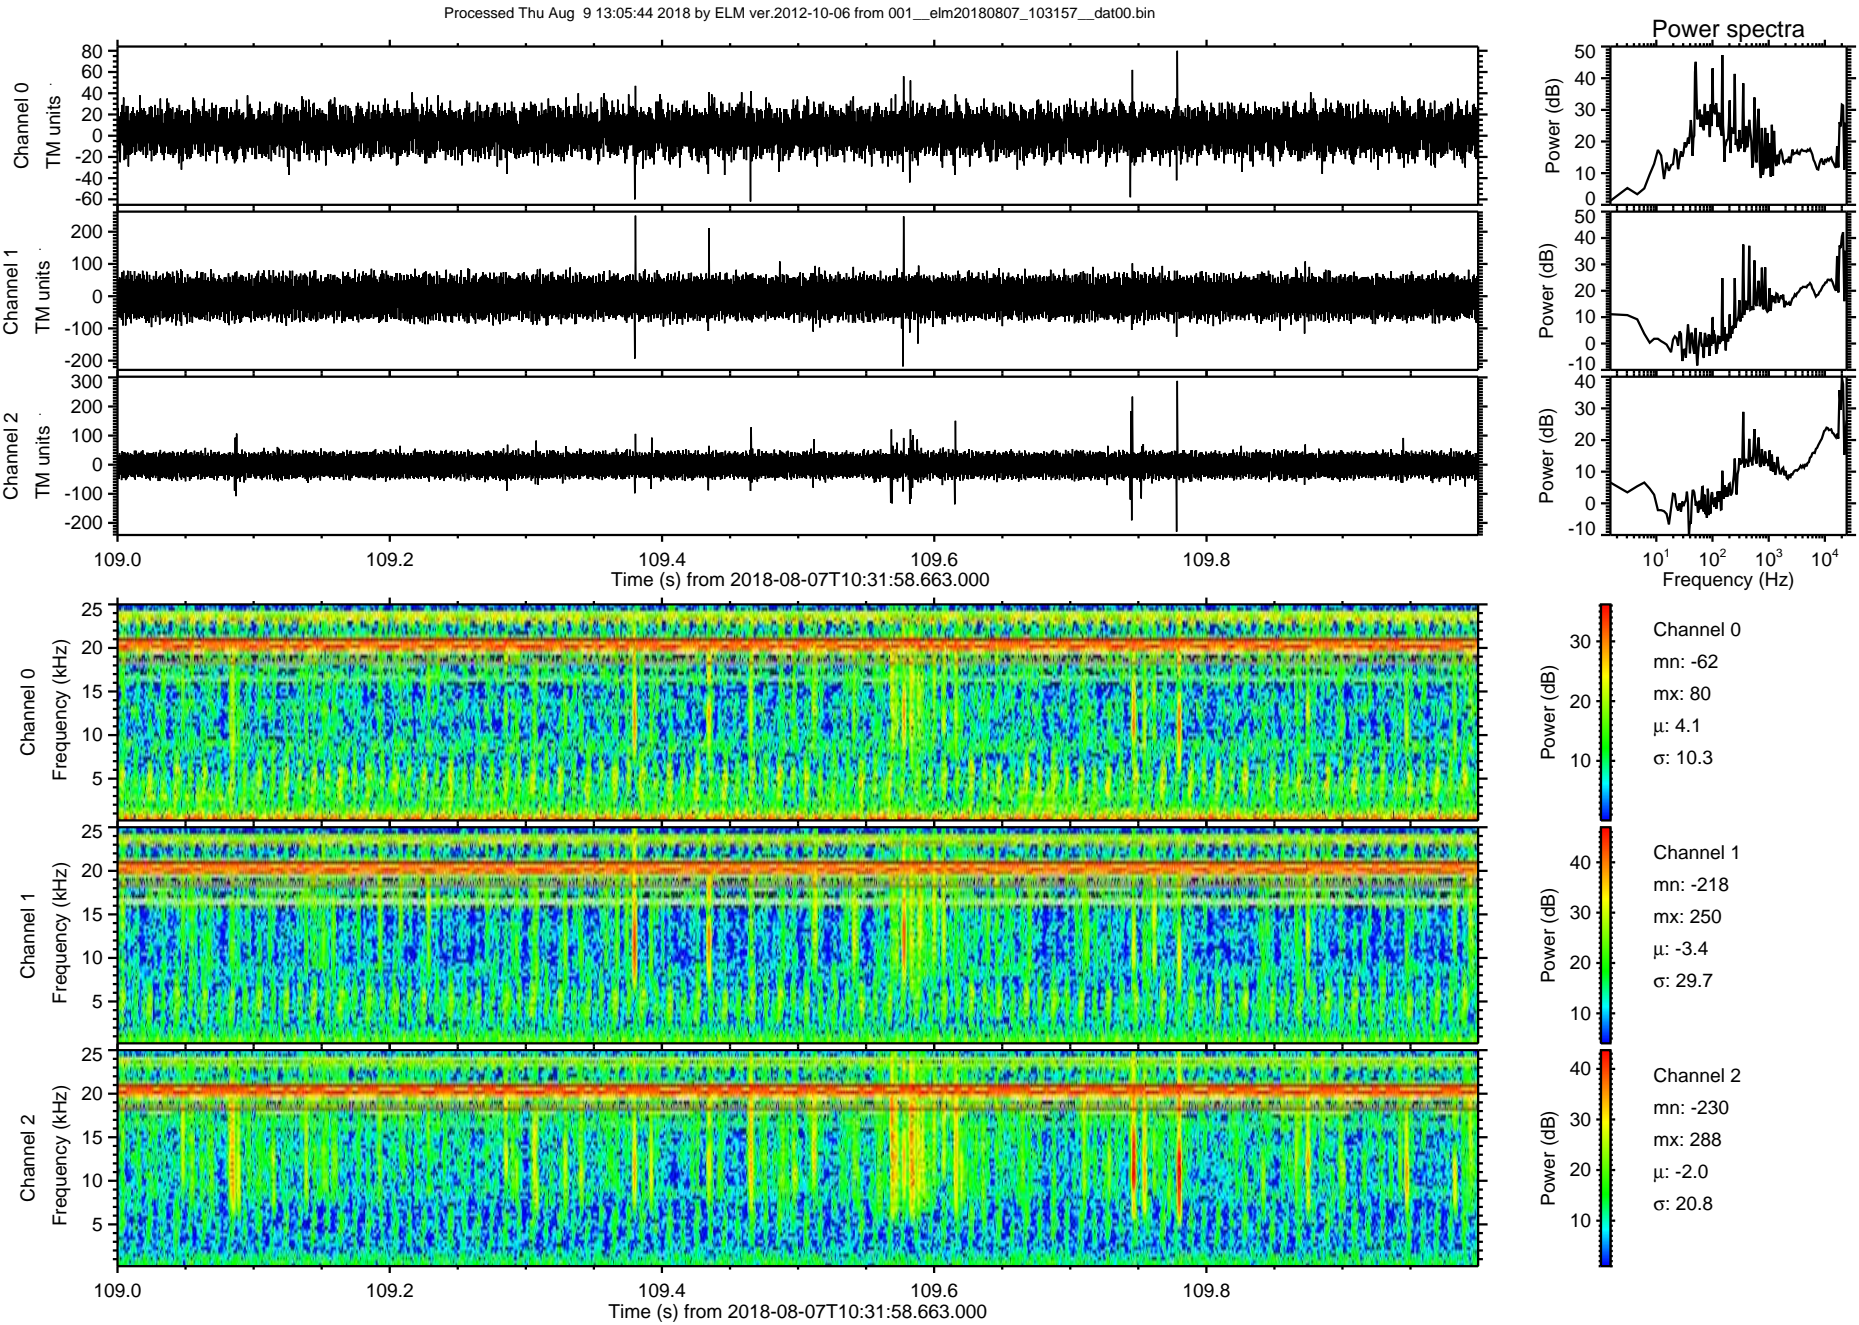 Processed Thu Aug  9 13:05:44 2018 by ELM ver.2012-10-06 from 001__elm20180807_103157__dat00.bin
Power spectra
Channel 0
TM units
80
60
40
20
0
-20
-40
-60
Power (dB)
50
40
30
20
10
0
Channel 1
TM units
200
100
0
-100
-200
Power (dB)
50
40
30
20
10
0
-10
Channel 2
TM units
300
200
100
0
-100
-200
Power (dB)
40
30
20
10
0
-10
109.0 109.2 109.4 109.6 109.8
Time (s) from 2018-08-07T10:31:58.663.000
10¹ 10² 10³ 10⁴
Frequency (Hz)
Channel 0
Frequency (kHz)
25
20
15
10
5
Power (dB)
30
20
10
Channel 0
mn: -62
mx: 80
μ: 4.1
σ: 10.3
Channel 1
Frequency (kHz)
25
20
15
10
5
Power (dB)
40
30
20
10
Channel 1
mn: -218
mx: 250
μ: -3.4
σ: 29.7
Channel 2
Frequency (kHz)
25
20
15
10
5
Power (dB)
40
30
20
10
Channel 2
mn: -230
mx: 288
μ: -2.0
σ: 20.8
109.0 109.2 109.4 109.6 109.8
Time (s) from 2018-08-07T10:31:58.663.000